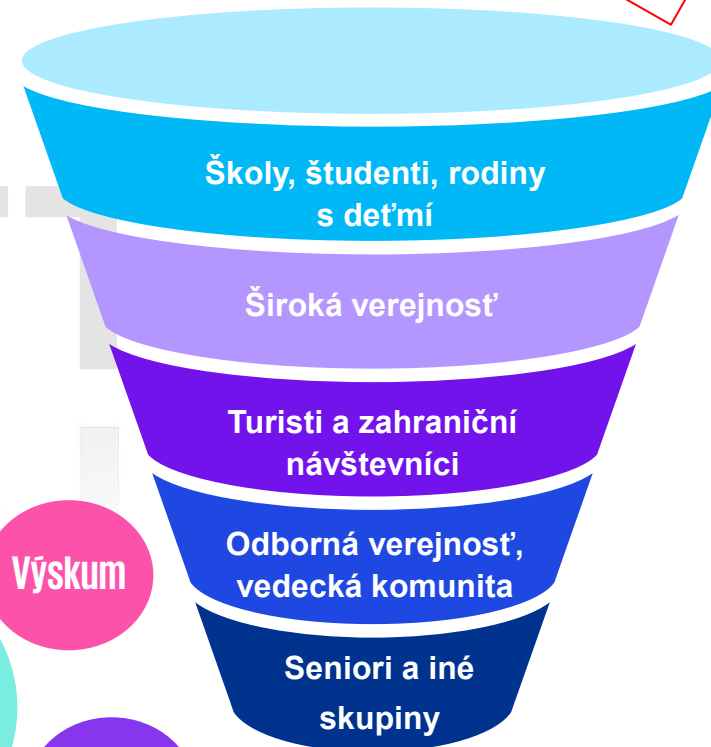 Školy, študenti, rodiny
s deťmí
Široká verejnosť
Turisti a zahraniční
návštevníci
Odborná verejnosť,
vedecká komunita
Výskum
Seniori a iné
skupiny